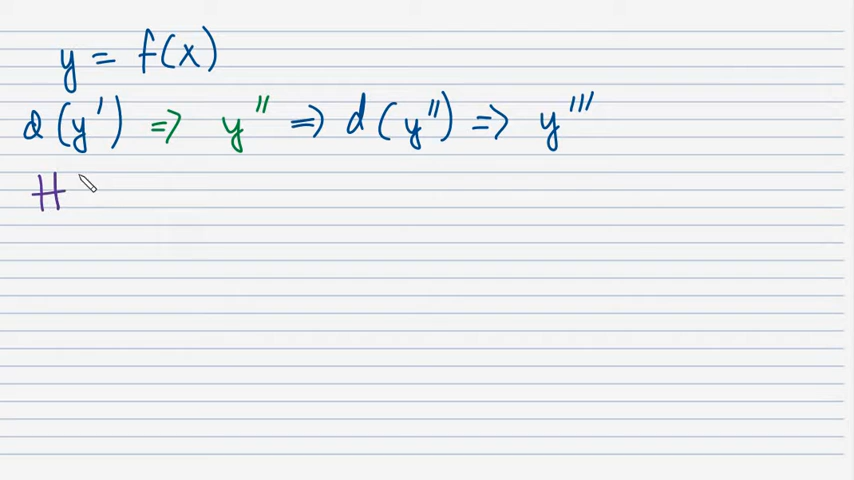 y = f(x)
d(y') => y'' => d(y'') => y'''
H